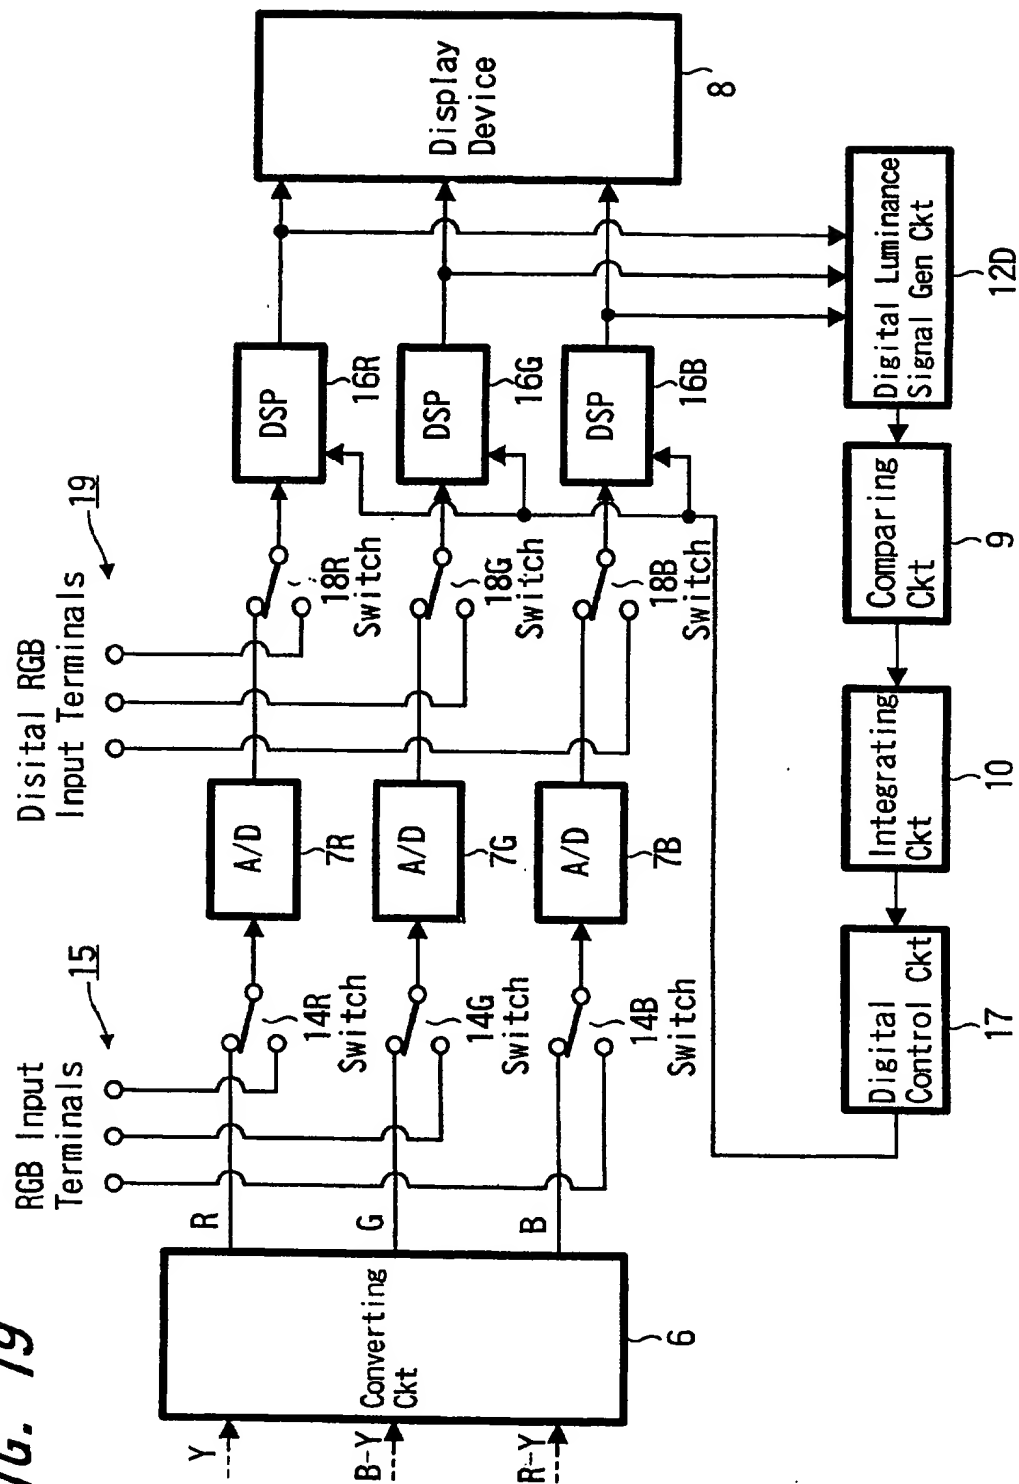 FIG. 19
RGB Input
Terminals
15
Disital RGB
Input Terminals
19
Y
B-Y
R-Y
Converting
Ckt
6
R
G
B
14R
Switch
14G
Switch
14B
Switch
A/D
7R
A/D
7G
A/D
7B
18R
Switch
18G
Switch
18B
Switch
DSP
16R
DSP
16G
DSP
16B
Display
Device
8
Digital Luminance
Signal Gen Ckt
12D
Comparing
Ckt
9
Integrating
Ckt
10
Digital
Control Ckt
17